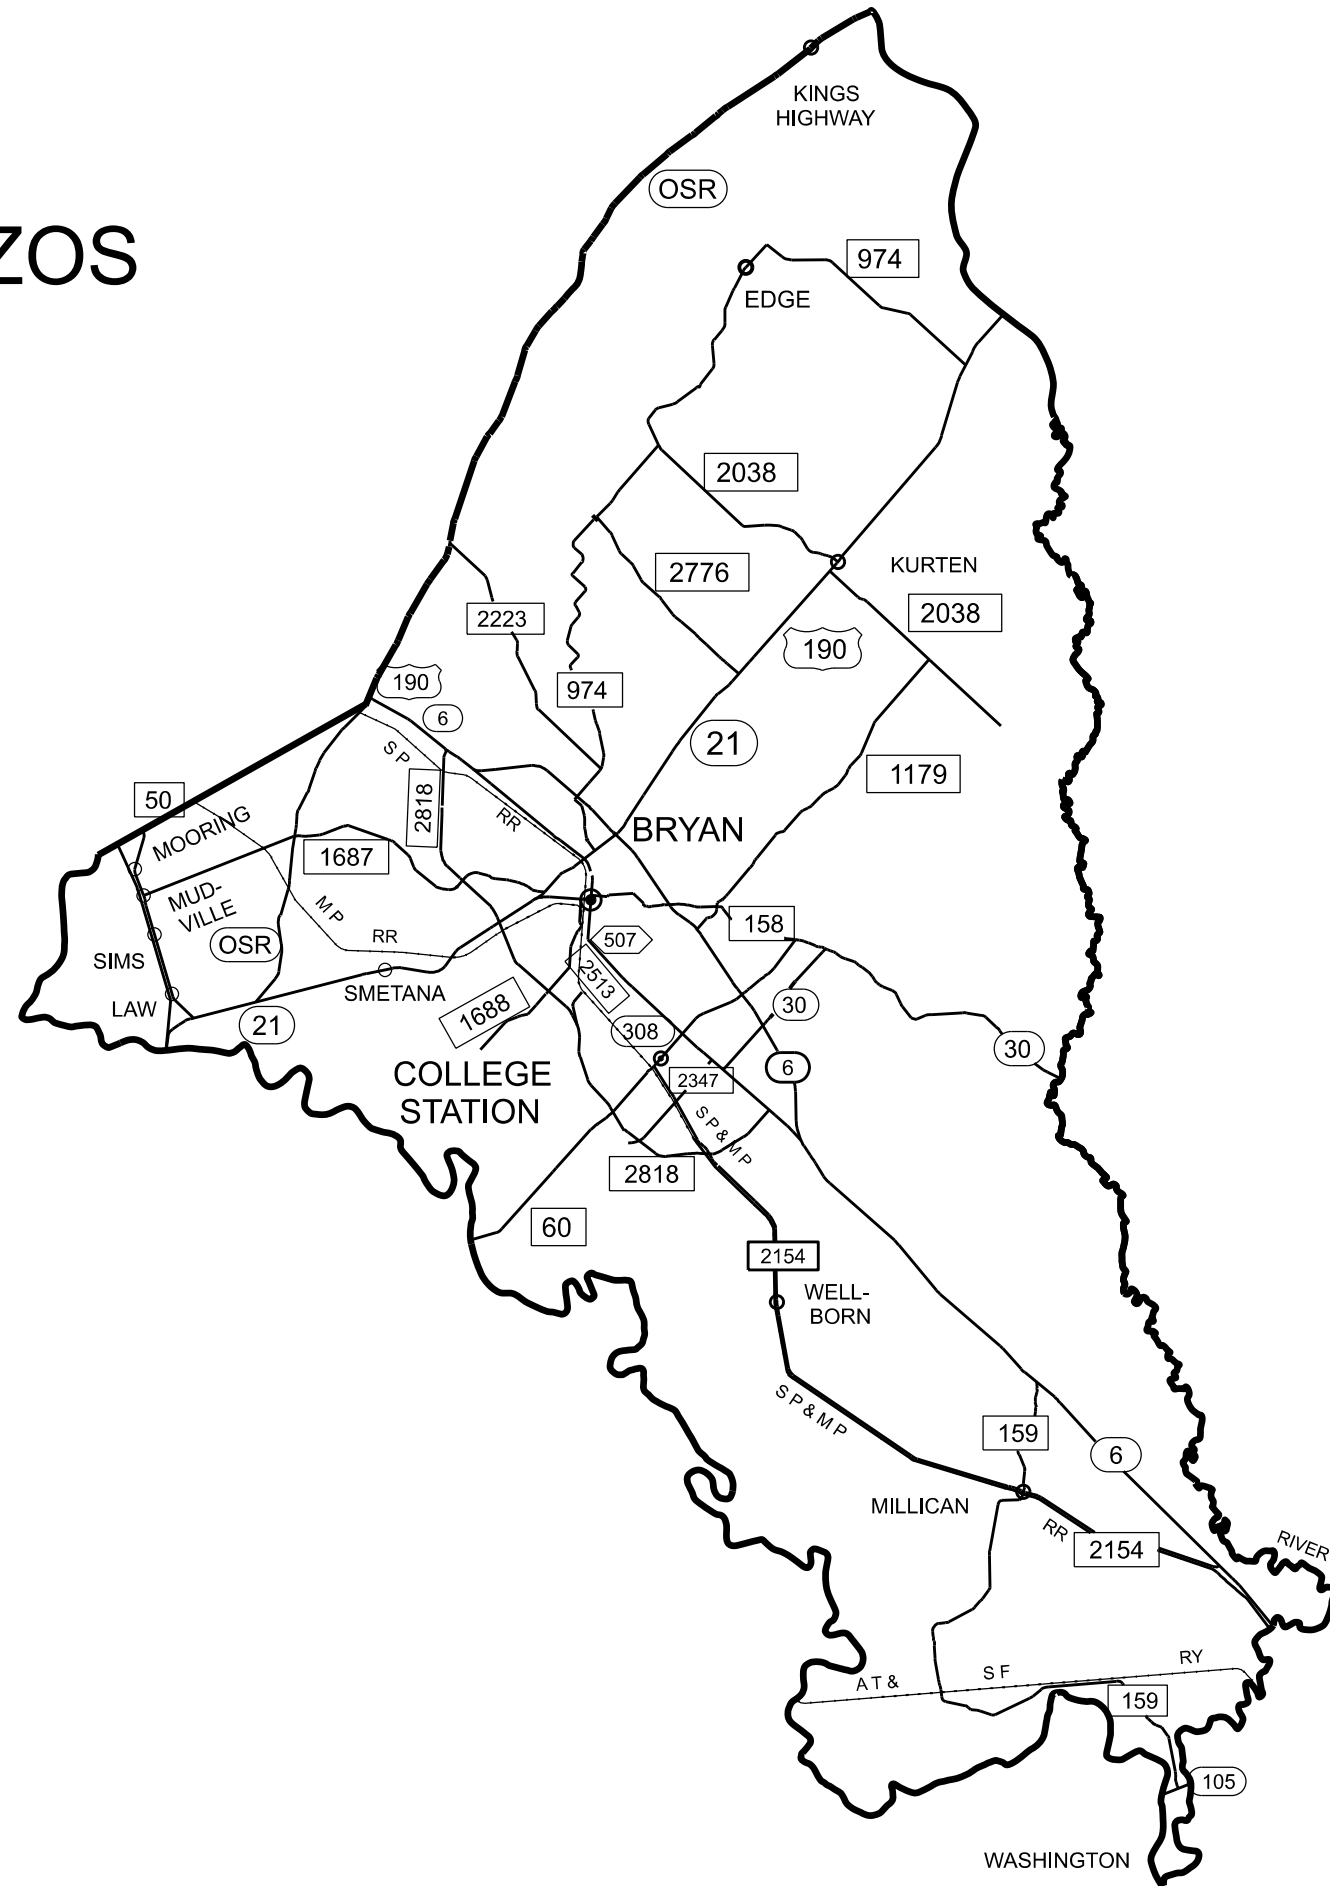 KINGS
HIGHWAY
OSR
ZOS
974
EDGE
2038
KURTEN
2776
2038
2223
190
190
974
6
21
S P
1179
2818
50
RR
BRYAN
MOORING
1687
MUD-
VILLE
M P
158
RR
OSR
507
SIMS
2513
SMETANA
LAW
30
1688
21
308
30
COLLEGE
STATION
6
2347
S P & M P
2818
60
2154
WELL-
BORN
S P & M P
159
6
MILLICAN
RR
2154
RIVER
RY
S F
A T &
159
105
WASHINGTON